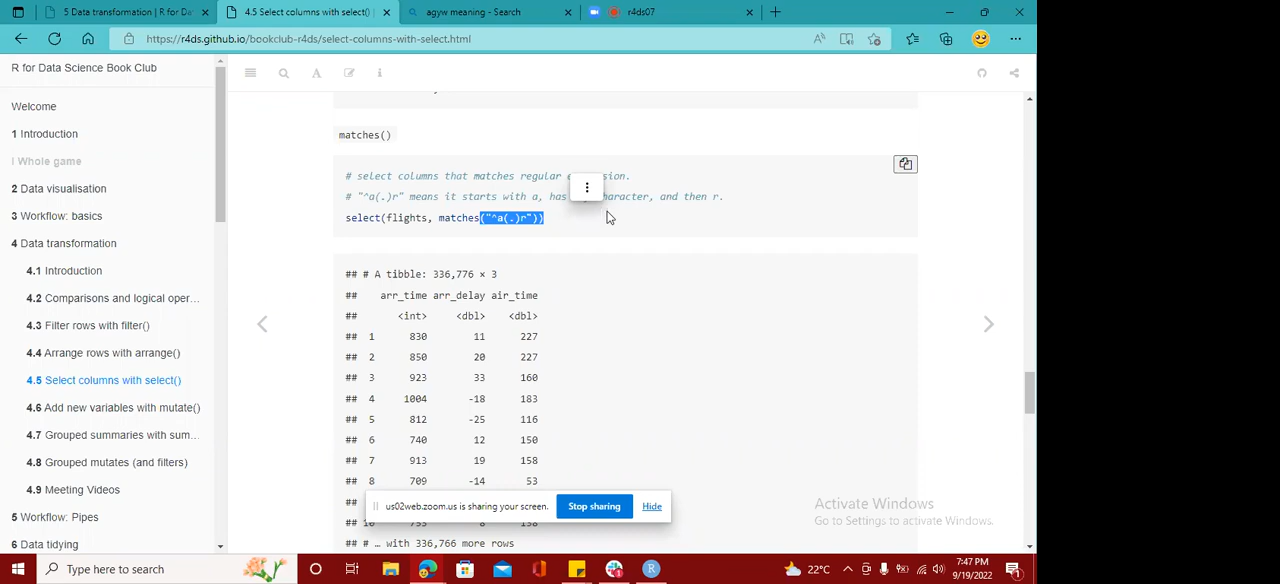 5 Data transformation | R for Dat
4.5 Select columns with select() |
agyw meaning - Search
r4ds07
https://r4ds.github.io/bookclub-r4ds/select-columns-with-select.html
R for Data Science Book Club
Welcome
1 Introduction
I Whole game
2 Data visualisation
3 Workflow: basics
4 Data transformation
4.1 Introduction
4.2 Comparisons and logical oper...
4.3 Filter rows with filter()
4.4 Arrange rows with arrange()
4.5 Select columns with select()
4.6 Add new variables with mutate()
4.7 Grouped summaries with sum...
4.8 Grouped mutates (and filters)
4.9 Meeting Videos
5 Workflow: Pipes
6 Data tidying
matches()
# select columns that matches regular
# "^a(.)r" means it starts with a, has character, and then r.
select(flights, matches("^a(.)r"))
## # A tibble: 336,776 × 3
## arr_time arr_delay air_time
## <int> <dbl> <dbl>
## 1 830 11 227
## 2 850 20 227
## 3 923 33 160
## 4 1004 -18 183
## 5 812 -25 116
## 6 740 12 150
## 7 913 19 158
## 8 709 -14 53
##
us02web.zoom.us is sharing your screen.
Stop sharing
Hide
## # … with 336,766 more rows
Activate Windows
Go to Settings to activate Windows.
Type here to search
22°C
7:47 PM
9/19/2022
1